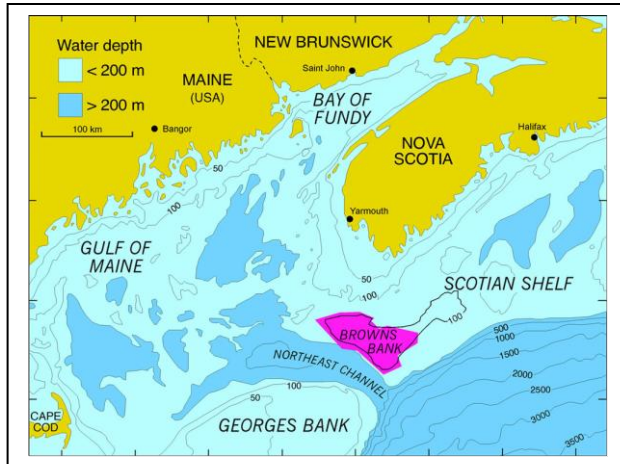 Water depth
< 200 m
> 200 m
100 km
NEW BRUNSWICK
Saint John
MAINE
(USA)
Bangor
BAY OF
FUNDY
NOVA
SCOTIA
Halifax
Yarmouth
50
100
GULF OF
MAINE
50
100
SCOTIAN SHELF
100
BROWNS
BANK
NORTHEAST CHANNEL
500
1000
1500
2000
2500
3000
3500
100
50
GEORGES BANK
CAPE
COD